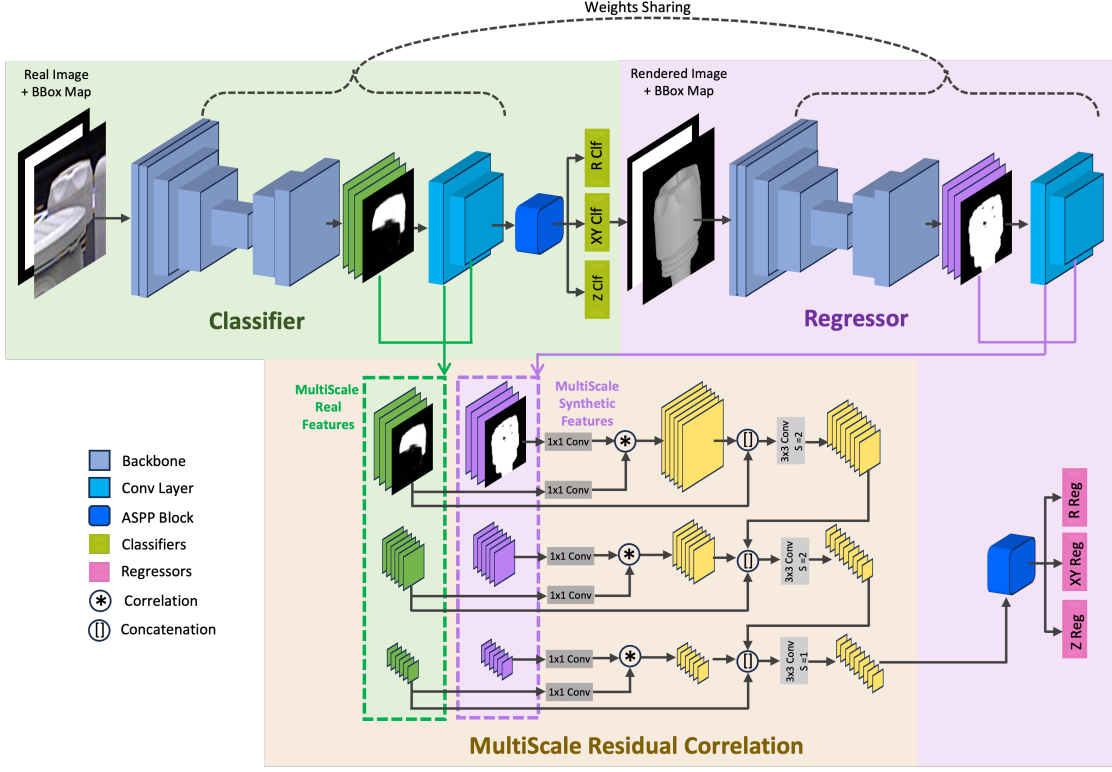 Weights Sharing
Real Image
+ BBox Map
Rendered Image
+ BBox Map
R Clf
XY Clf
Z Clf
Classifier
Regressor
MultiScale
Real
Features
MultiScale
Synthetic
Features
1x1 Conv
*
[]
3x3 Conv
S =2
1x1 Conv
1x1 Conv
*
[]
3x3 Conv
S =2
1x1 Conv
1x1 Conv
*
[]
3x3 Conv
S =1
1x1 Conv
Backbone
Conv Layer
ASPP Block
Classifiers
Regressors
* Correlation
[] Concatenation
R Reg
XY Reg
Z Reg
MultiScale Residual Correlation